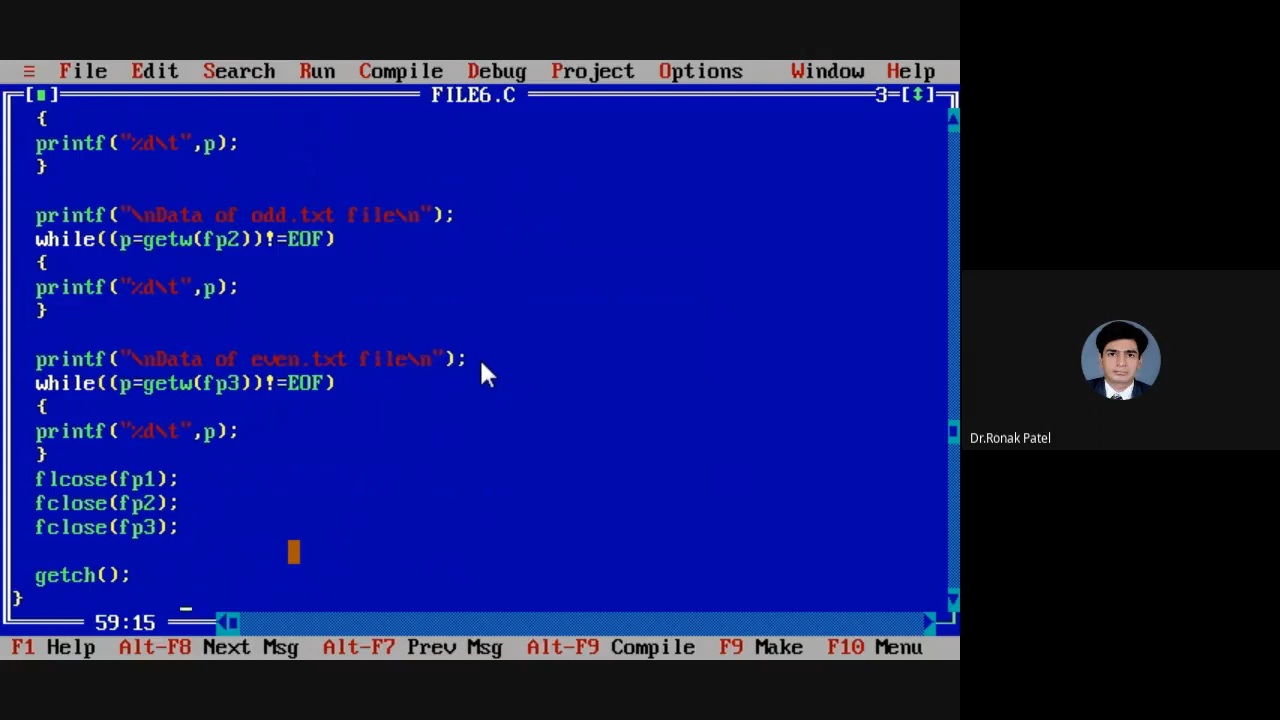 ≡ File Edit Search Run Compile Debug Project Options Window Help
[■] FILE6.C 3=[↕]
{
printf("%d\t",p);
}
printf("\nData of odd.txt file\n");
while((p=getw(fp2))!=EOF)
{
printf("%d\t",p);
}
printf("\nData of even.txt file\n");
while((p=getw(fp3))!=EOF)
{
printf("%d\t",p);
}
flcose(fp1);
fclose(fp2);
fclose(fp3);
getch();
}
59:15
F1 Help Alt-F8 Next Msg Alt-F7 Prev Msg Alt-F9 Compile F9 Make F10 Menu
Dr.Ronak Patel